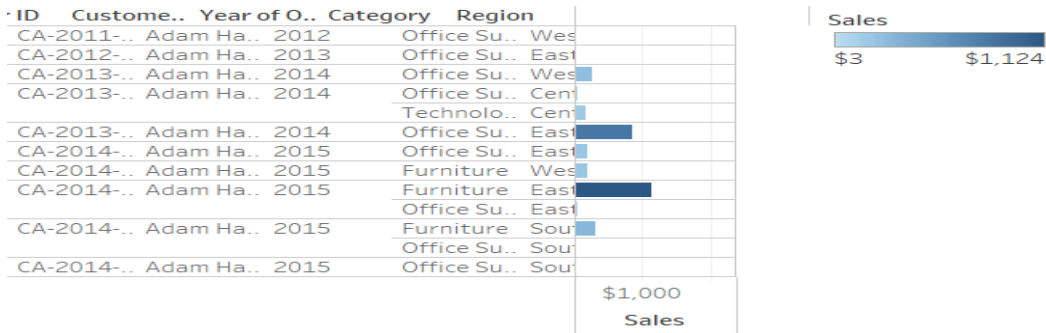 ID Custome.. Year of O.. Category Region
CA-2011-.. Adam Ha.. 2012 Office Su.. Wes
CA-2012-.. Adam Ha.. 2013 Office Su.. East
CA-2013-.. Adam Ha.. 2014 Office Su.. Wes
CA-2013-.. Adam Ha.. 2014 Office Su.. Cent
Technolo.. Cent
CA-2013-.. Adam Ha.. 2014 Office Su.. East
CA-2014-.. Adam Ha.. 2015 Office Su.. East
CA-2014-.. Adam Ha.. 2015 Furniture Wes
CA-2014-.. Adam Ha.. 2015 Furniture East
Office Su.. East
CA-2014-.. Adam Ha.. 2015 Furniture Sout
Office Su.. Sout
CA-2014-.. Adam Ha.. 2015 Office Su.. Sout
$1,000
Sales
Sales
$3 $1,124